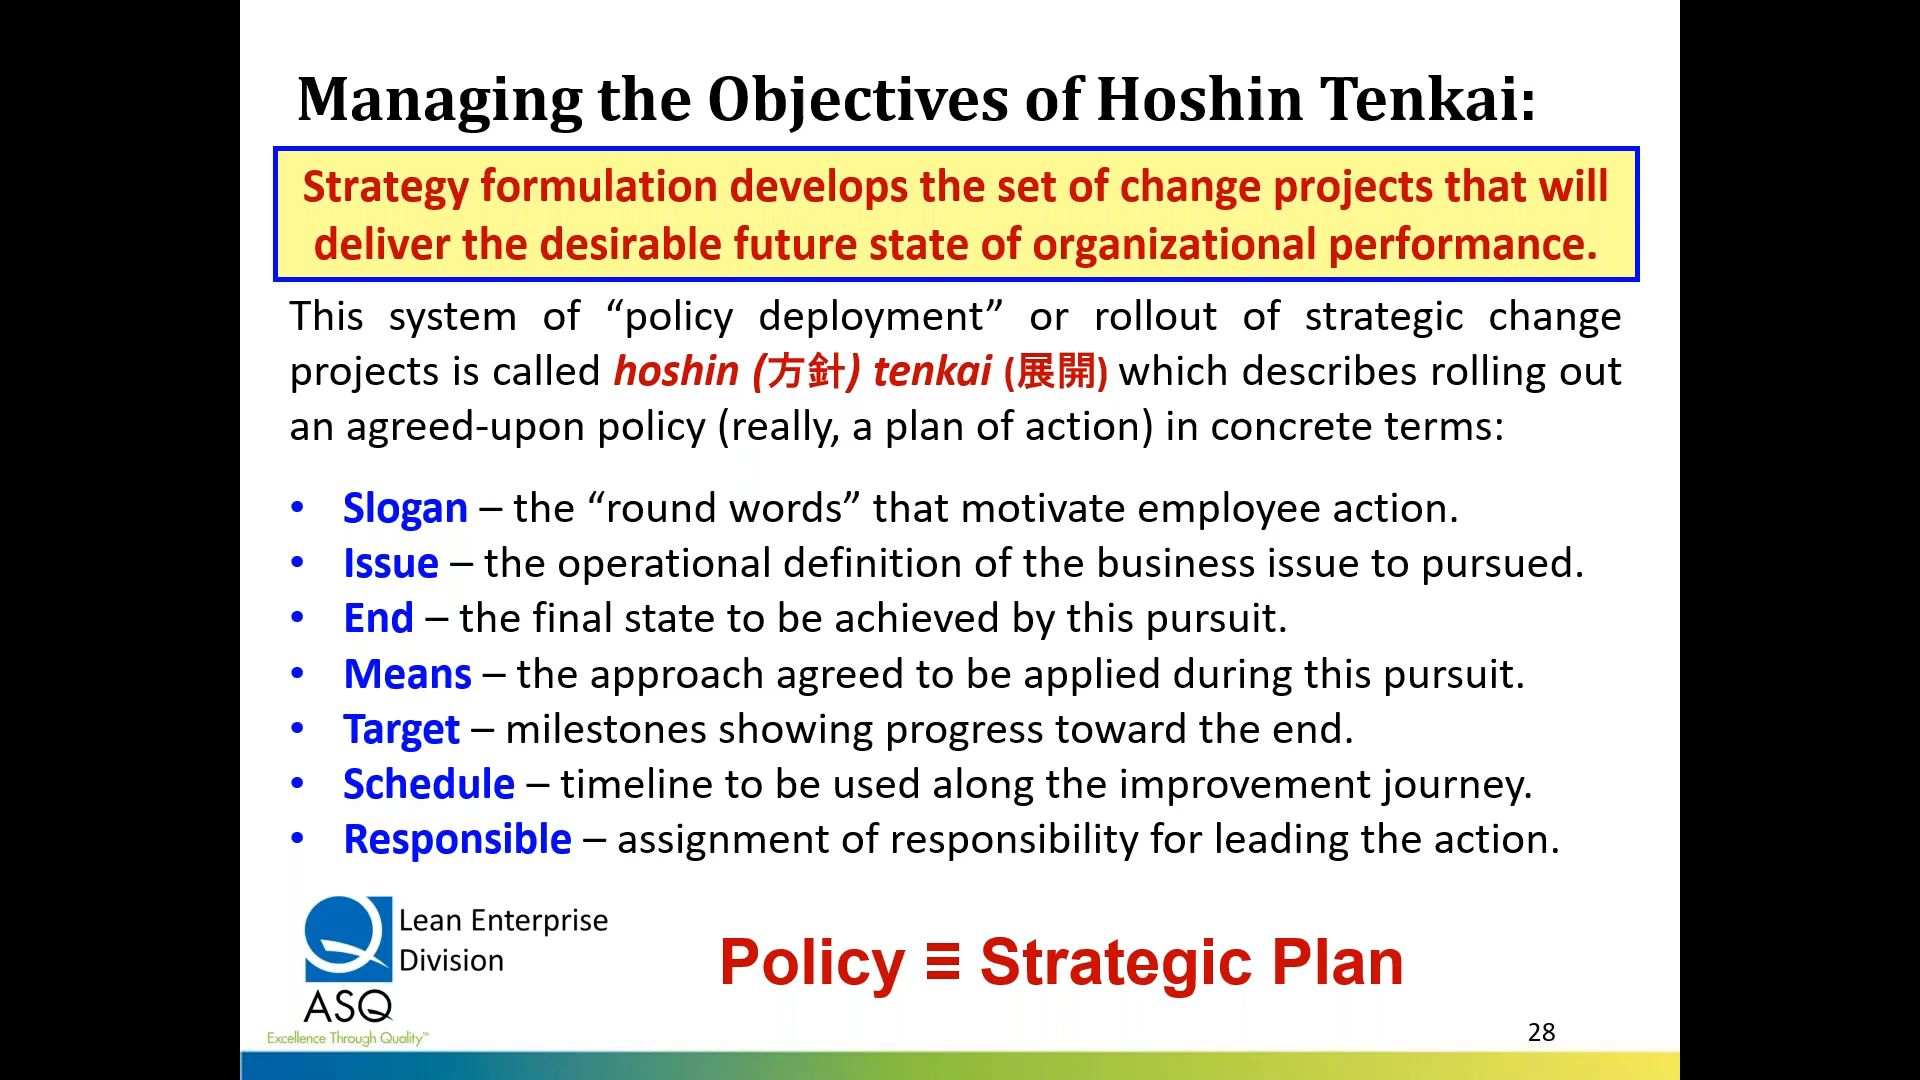 Managing the Objectives of Hoshin Tenkai:
Strategy formulation develops the set of change projects that will
deliver the desirable future state of organizational performance.
This system of “policy deployment” or rollout of strategic change
projects is called hoshin (方針) tenkai (展開) which describes rolling out
an agreed-upon policy (really, a plan of action) in concrete terms:
• Slogan – the “round words” that motivate employee action.
• Issue – the operational definition of the business issue to pursued.
• End – the final state to be achieved by this pursuit.
• Means – the approach agreed to be applied during this pursuit.
• Target – milestones showing progress toward the end.
• Schedule – timeline to be used along the improvement journey.
• Responsible – assignment of responsibility for leading the action.
Lean Enterprise
Division
ASQ
Excellence Through Quality™
Policy ≡ Strategic Plan
28